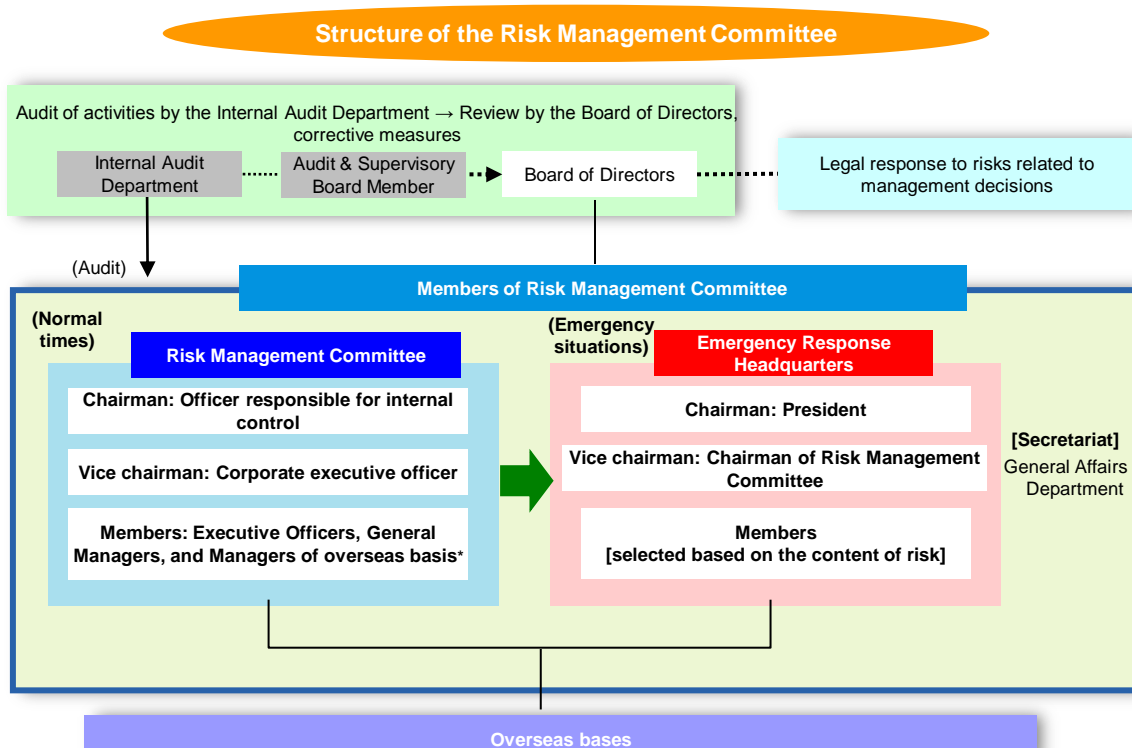 Structure of the Risk Management Committee
Audit of activities by the Internal Audit Department → Review by the Board of Directors,
corrective measures
Internal Audit
Department
Audit & Supervisory
Board Member
Board of Directors
Legal response to risks related to
management decisions
(Audit)
Members of Risk Management Committee
(Normal
times)
Risk Management Committee
Chairman: Officer responsible for internal
control
Vice chairman: Corporate executive officer
Members: Executive Officers, General
Managers, and Managers of overseas basis*
(Emergency
situations)
Emergency Response
Headquarters
Chairman: President
Vice chairman: Chairman of Risk Management
Committee
Members
[selected based on the content of risk]
[Secretariat]
General Affairs
Department
Overseas bases